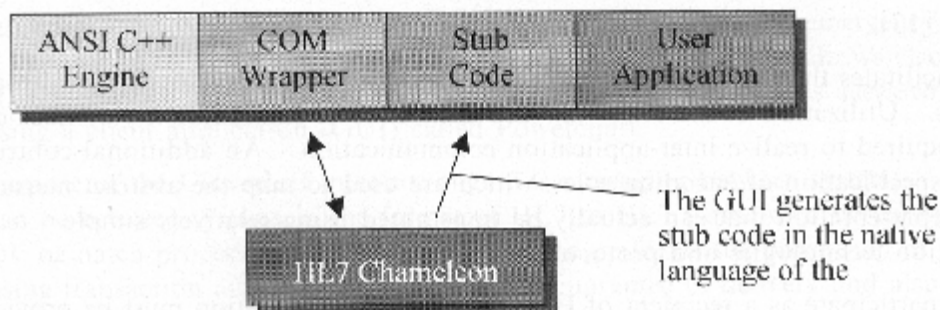 ANSI C++ Engine
COM Wrapper
Stub Code
User Application
HL7 Chameleon
The GUI generates the
stub code in the native
language of the